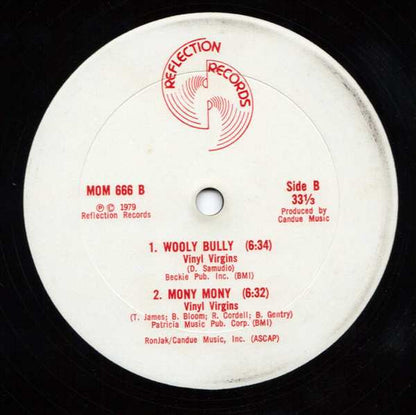 REFLECTION
RECORDS
MOM 666 B
℗ © 1979
Reflection Records
Side B
33⅓
Produced by
Candue Music
1. WOOLY BULLY (6:34)
Vinyl Virgins
(D. Samudio)
Beckie Pub. Inc. (BMI)
2. MONY MONY (6:32)
Vinyl Virgins
(T. James; B. Bloom; R. Cordell; B. Gentry)
Patricia Music Pub. Corp. (BMI)
RonJak/Candue Music, Inc. (ASCAP)